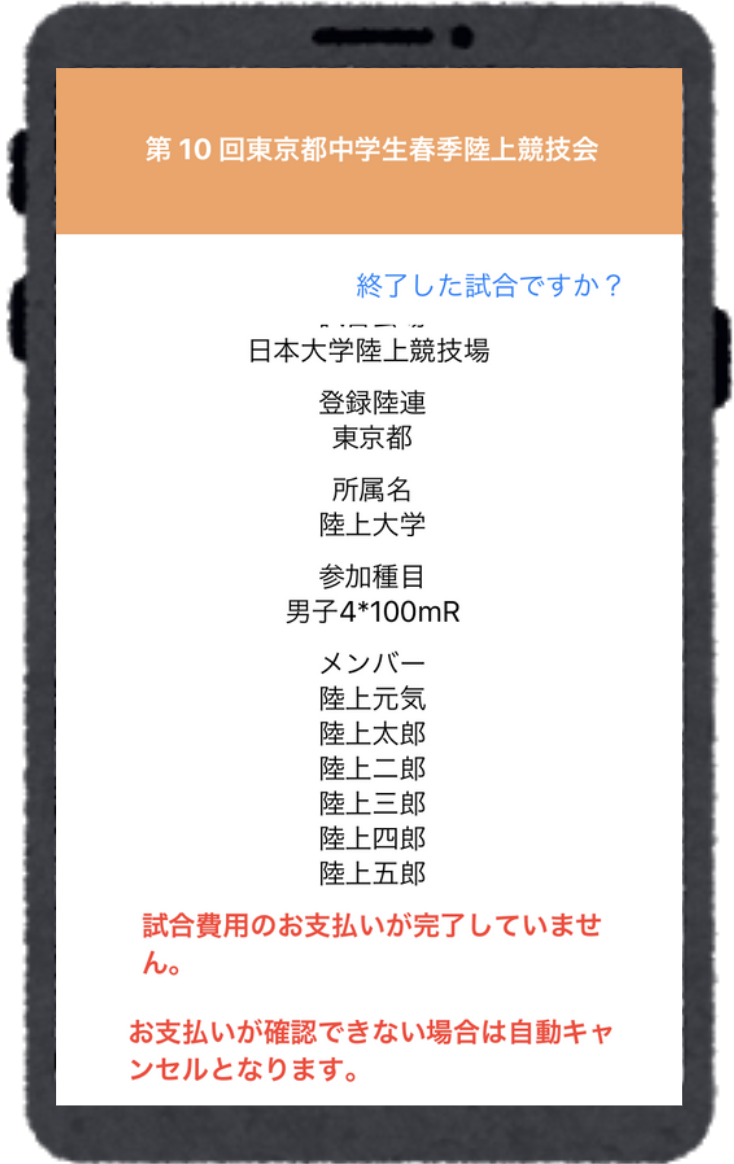 第 10 回東京都中学生春季陸上競技会
終了した試合ですか？
日本大学陸上競技場
登録陸連
東京都
所属名
陸上大学
参加種目
男子4*100mR
メンバー
陸上元気
陸上太郎
陸上二郎
陸上三郎
陸上四郎
陸上五郎
試合費用のお支払いが完了していませ
ん。
お支払いが確認できない場合は自動キャ
ンセルとなります。